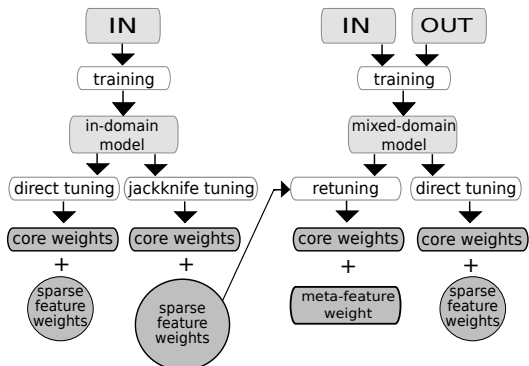 IN
IN
OUT
training
training
in-domain
model
mixed-domain
model
direct tuning
jackknife tuning
retuning
direct tuning
core weights
core weights
core weights
core weights
+
+
+
+
sparse
feature
weights
sparse
feature
weights
meta-feature
weight
sparse
feature
weights